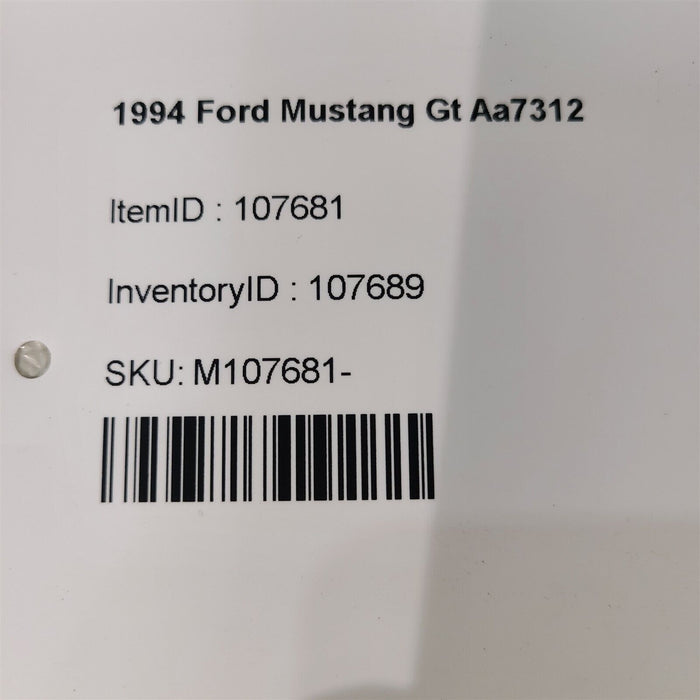 1994 Ford Mustang Gt Aa7312
ItemID : 107681
InventoryID : 107689
SKU: M107681-